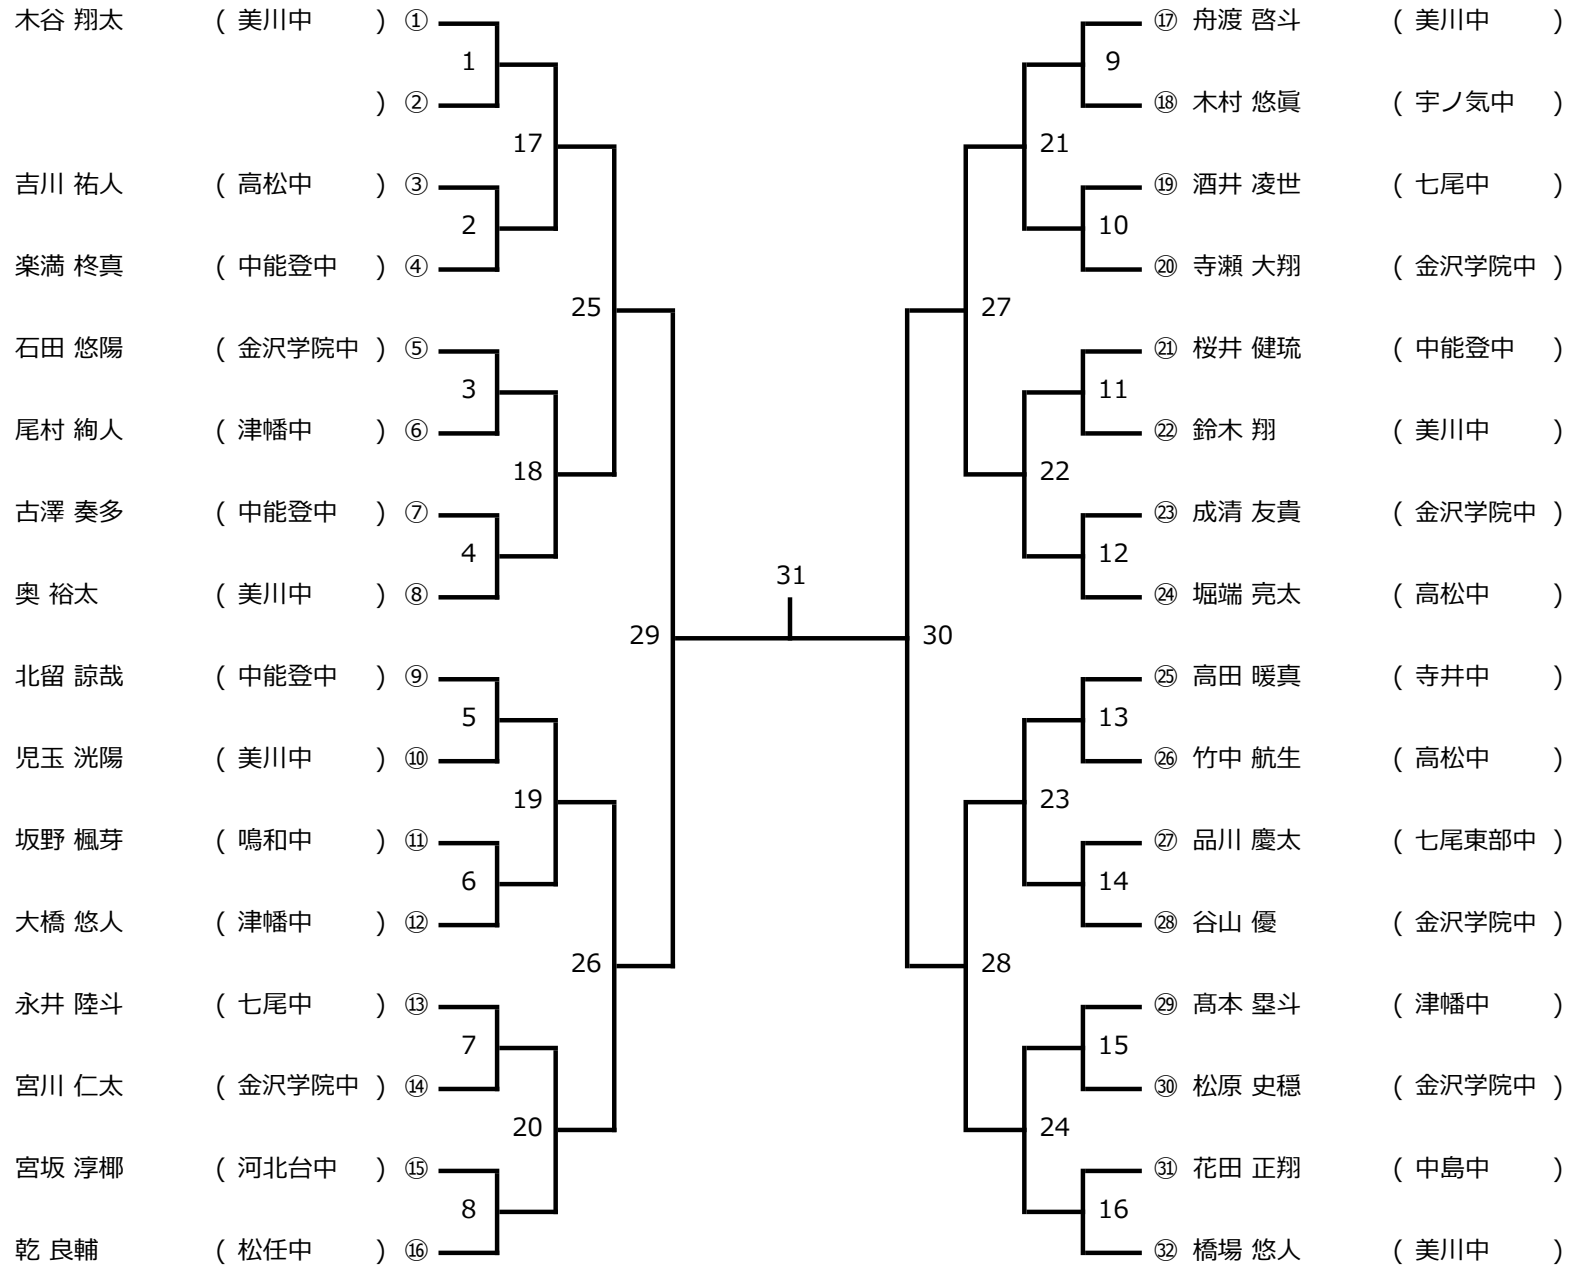 木谷 翔太 ( 美川中 ) ①
) ②
吉川 祐人 ( 高松中 ) ③
楽満 柊真 ( 中能登中 ) ④
石田 悠陽 ( 金沢学院中 ) ⑤
尾村 絢人 ( 津幡中 ) ⑥
古澤 奏多 ( 中能登中 ) ⑦
奥 裕太 ( 美川中 ) ⑧
北留 諒哉 ( 中能登中 ) ⑨
児玉 洸陽 ( 美川中 ) ⑩
坂野 楓芽 ( 鳴和中 ) ⑪
大橋 悠人 ( 津幡中 ) ⑫
永井 陸斗 ( 七尾中 ) ⑬
宮川 仁太 ( 金沢学院中 ) ⑭
宮坂 淳椰 ( 河北台中 ) ⑮
乾 良輔 ( 松任中 ) ⑯
1
2
3
4
5
6
7
8
17
18
19
20
25
26
29
31
30
27
28
21
22
23
24
9
10
11
12
13
14
15
16
⑰ 舟渡 啓斗 ( 美川中 )
⑱ 木村 悠眞 ( 宇ノ気中 )
⑲ 酒井 凌世 ( 七尾中 )
⑳ 寺瀬 大翔 ( 金沢学院中 )
㉑ 桜井 健琉 ( 中能登中 )
㉒ 鈴木 翔 ( 美川中 )
㉓ 成清 友貴 ( 金沢学院中 )
㉔ 堀端 亮太 ( 高松中 )
㉕ 高田 暖真 ( 寺井中 )
㉖ 竹中 航生 ( 高松中 )
㉗ 品川 慶太 ( 七尾東部中 )
㉘ 谷山 優 ( 金沢学院中 )
㉙ 髙本 塁斗 ( 津幡中 )
㉚ 松原 史穏 ( 金沢学院中 )
㉛ 花田 正翔 ( 中島中 )
㉜ 橋場 悠人 ( 美川中 )